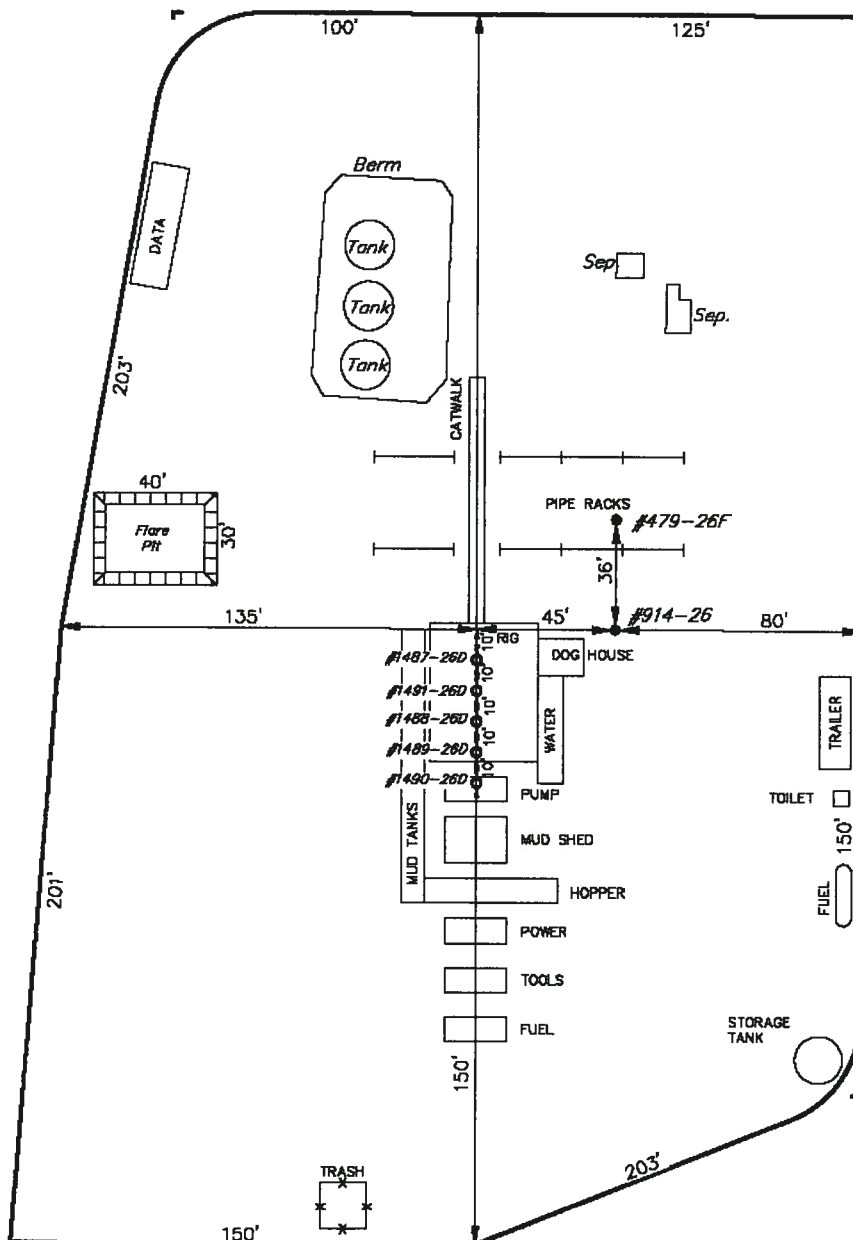 100'
125'
Berm
DATA
Tank
Tank
Tank
Sep
Sep.
203'
CATWALK
40'
Flare
Pit
30'
PIPE RACKS
#479-26F
36'
#914-26
135'
45'
80'
RIG
10'
#1487-26D
10'
DOG HOUSE
#1491-26D
10'
#1488-26D
10'
WATER
TRAILER
#1489-26D
10'
#1490-26D
PUMP
TOILET
MUD TANKS
MUD SHED
150'
201'
HOPPER
FUEL
POWER
TOOLS
FUEL
STORAGE
TANK
150'
203'
TRASH
150'